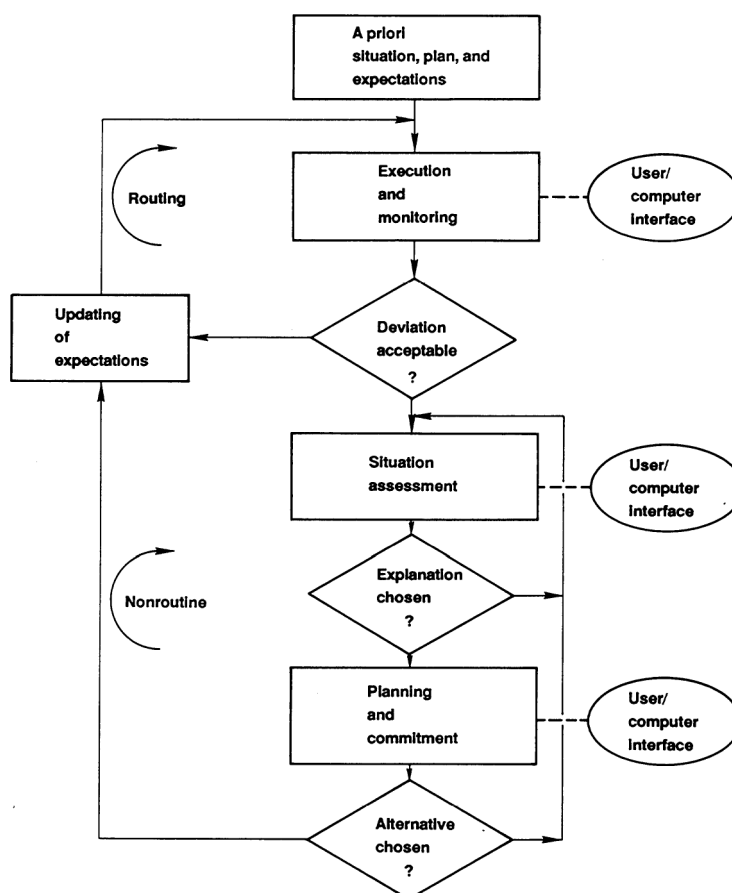 A priori
situation, plan, and
expectations
Execution
and
monitoring
User/
computer
interface
Routing
Updating
of
expectations
Deviation
acceptable
?
Situation
assessment
User/
computer
interface
Explanation
chosen
?
Nonroutine
Planning
and
commitment
User/
computer
interface
Alternative
chosen
?